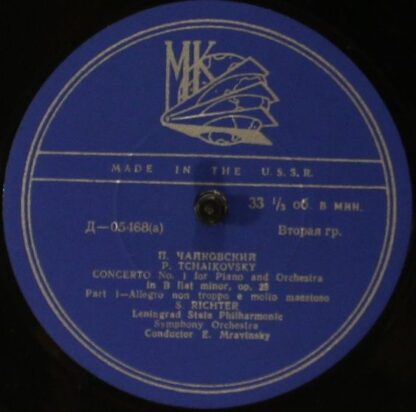 МК
MADE IN THE U.S.S.R.
33 ⅓ об. в мин.
Д—05468(а)
Вторая гр.
П. ЧАЙКОВСКИЙ
P. TCHAIKOVSKY
CONCERTO No. 1 for Piano and Orchestra
in B flat minor, op. 23
Part 1—Allegro non troppo e molto maestoso
S. RICHTER
Leningrad State Philharmonic
Symphony Orchestra
Conductor E. Mravinsky